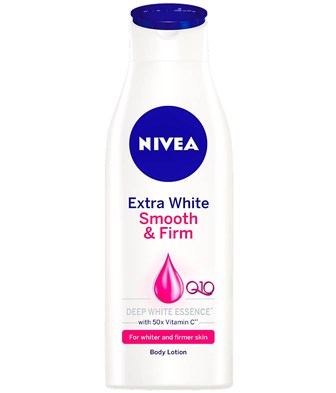 NIVEA
Extra White
Smooth
& Firm
Q10
DEEP WHITE ESSENCE*
with 50x Vitamin C**
For whiter and firmer skin
Body Lotion